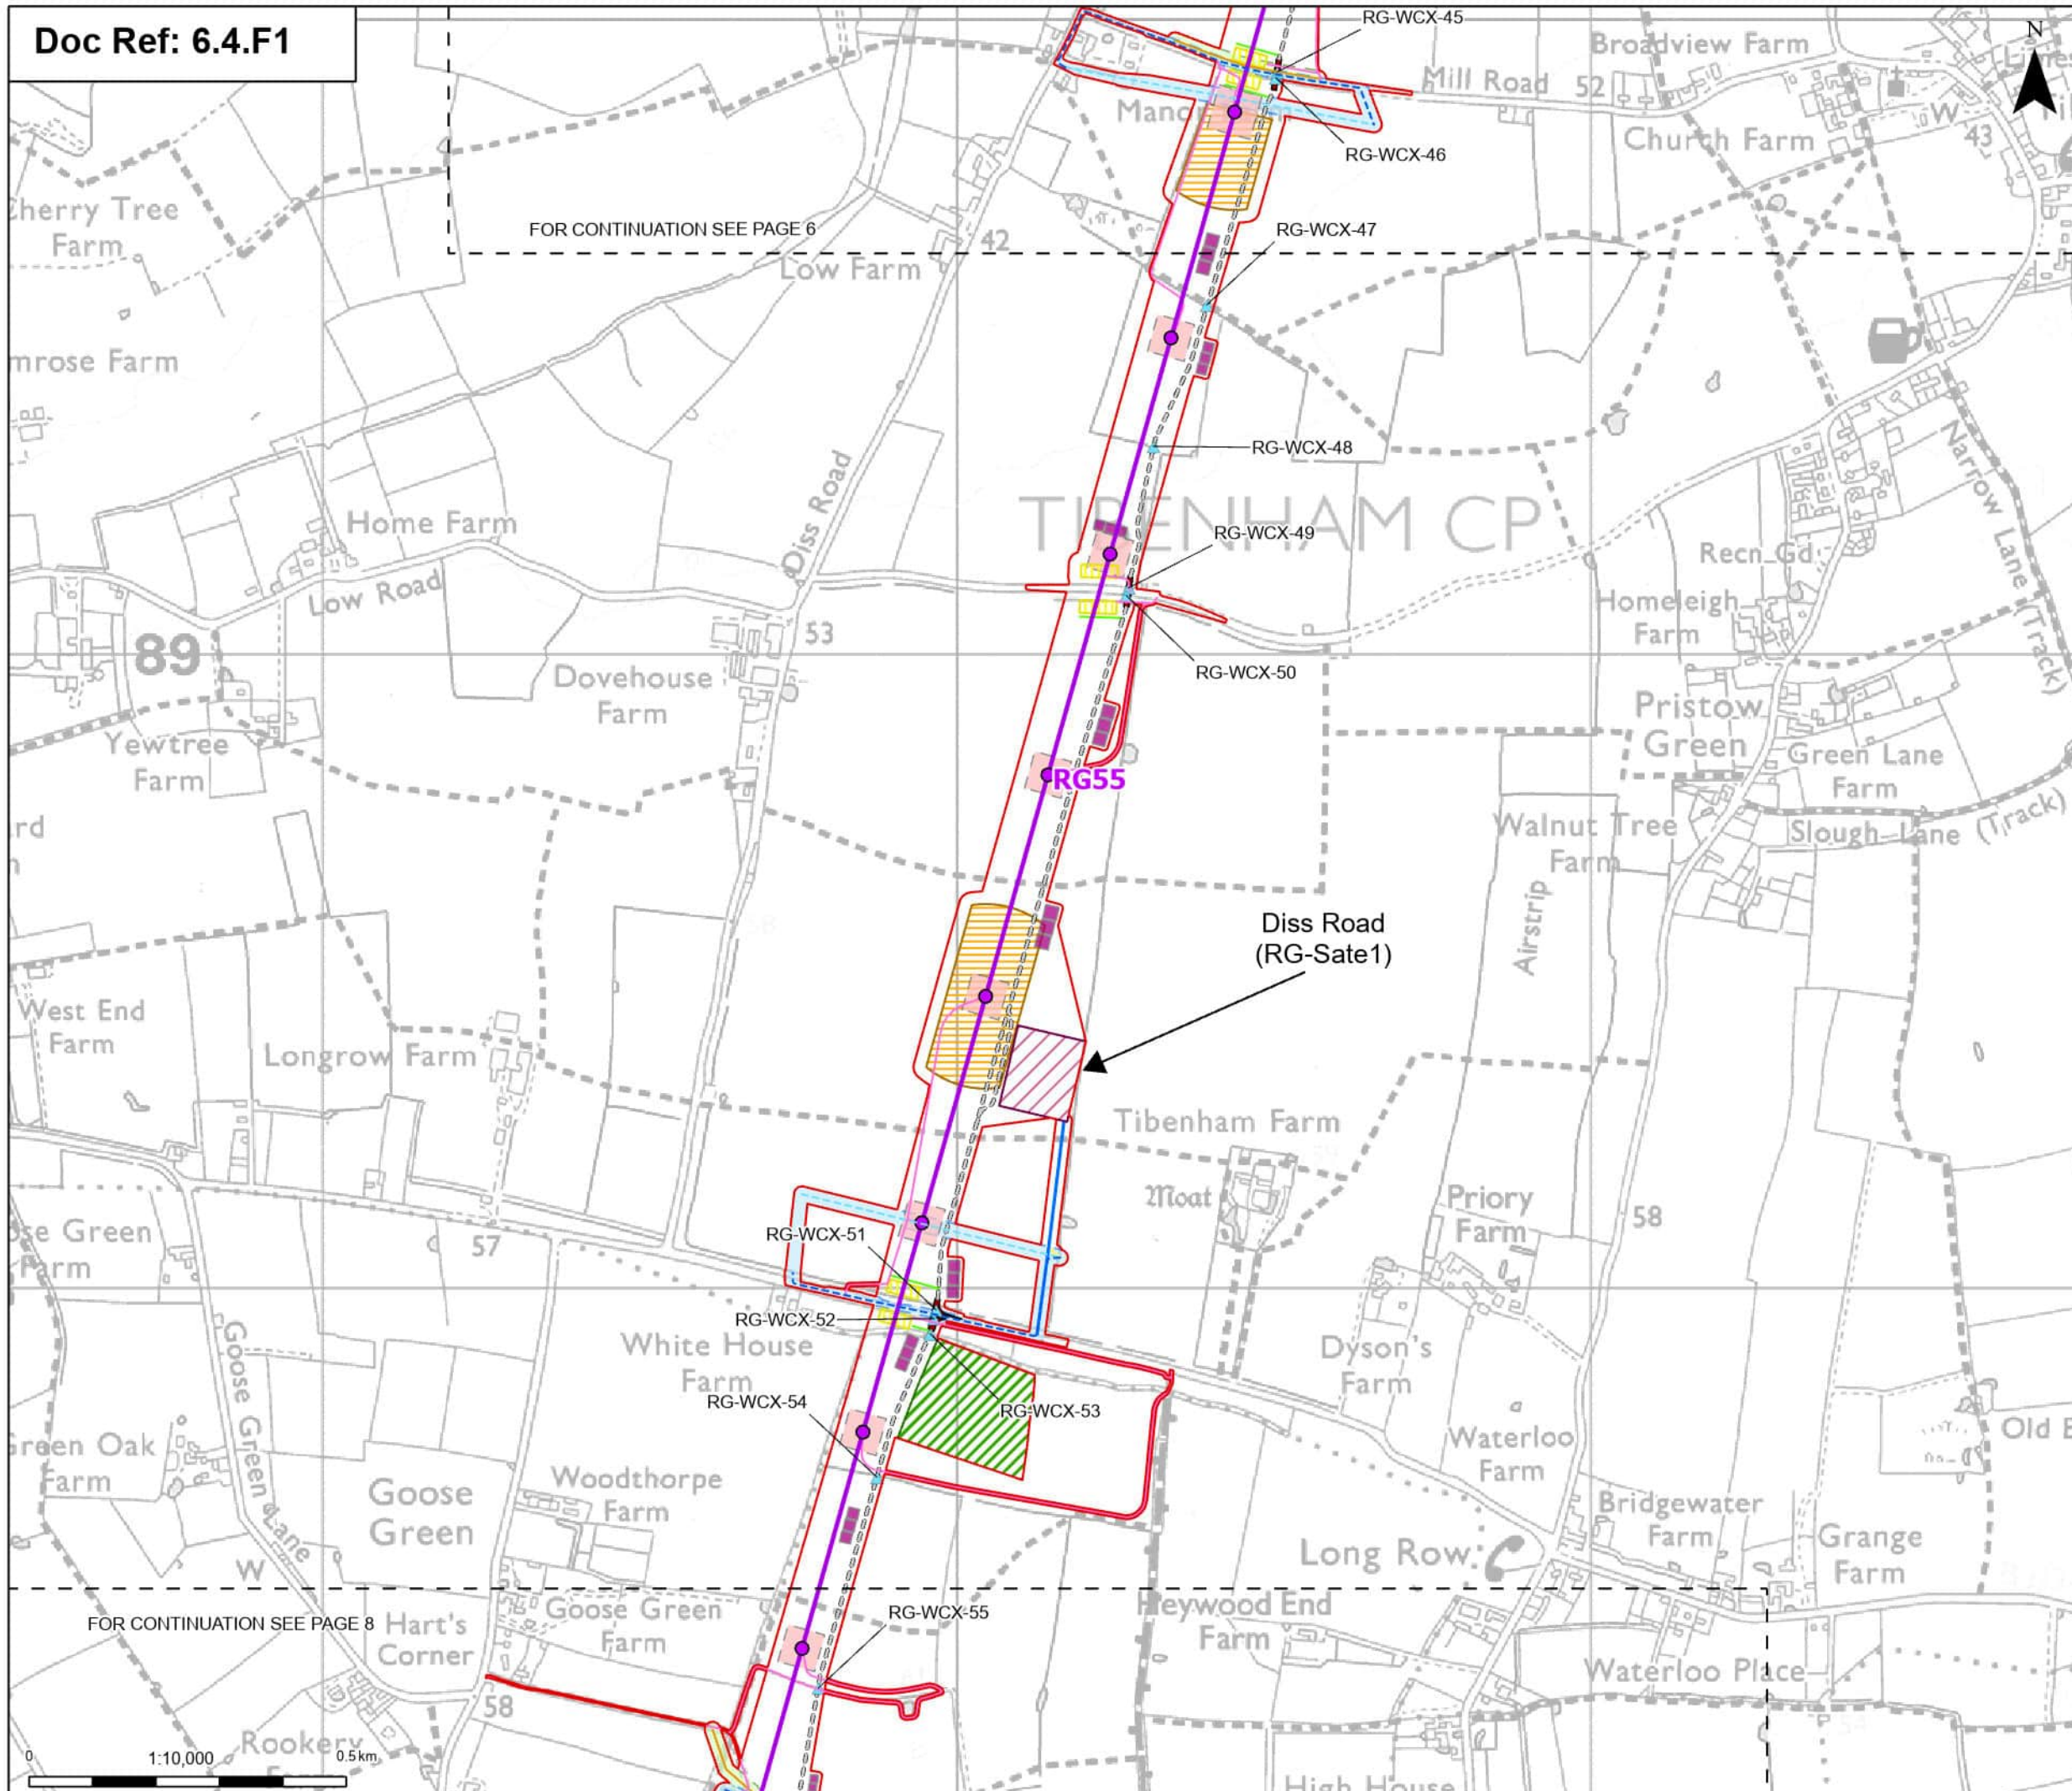 Doc Ref: 6.4.F1
N
RG-WCX-45
Broadview Farm
Mill Road
52
W
43
Church Farm
RG-WCX-46
Cherry Tree
Farm
FOR CONTINUATION SEE PAGE 6
42
RG-WCX-47
Low Farm
mrose Farm
RG-WCX-48
TIBENHAM CP
Narrow Lane (Track)
Home Farm
Diss Road
RG-WCX-49
Recn Gd
Low Road
Homeleigh
Farm
53
89
Dovehouse
Farm
RG-WCX-50
Pristow
Green
Yewtree
Farm
RG55
Green Lane
Farm
Walnut Tree
Farm
Slough Lane (Track)
rd
Airstrip
Diss Road
(RG-Sate1)
58
West End
Farm
Longrow Farm
Tibenham Farm
Moat
Priory
Farm
58
RG-WCX-51
57
Green
Farm
RG-WCX-52
White House
Farm
Dyson's
Farm
Goose Green Lane
RG-WCX-54
RG-WCX-53
Green Oak
Farm
Waterloo
Farm
Old
Goose
Green
Woodthorpe
Farm
Bridgewater
Farm
Long Row
Grange
Farm
W
FOR CONTINUATION SEE PAGE 8
Hart's
Corner
Goose Green
Farm
RG-WCX-55
Heywood End
Farm
Waterloo Place
58
Rookery
0
1:10,000
0.5 km
High House